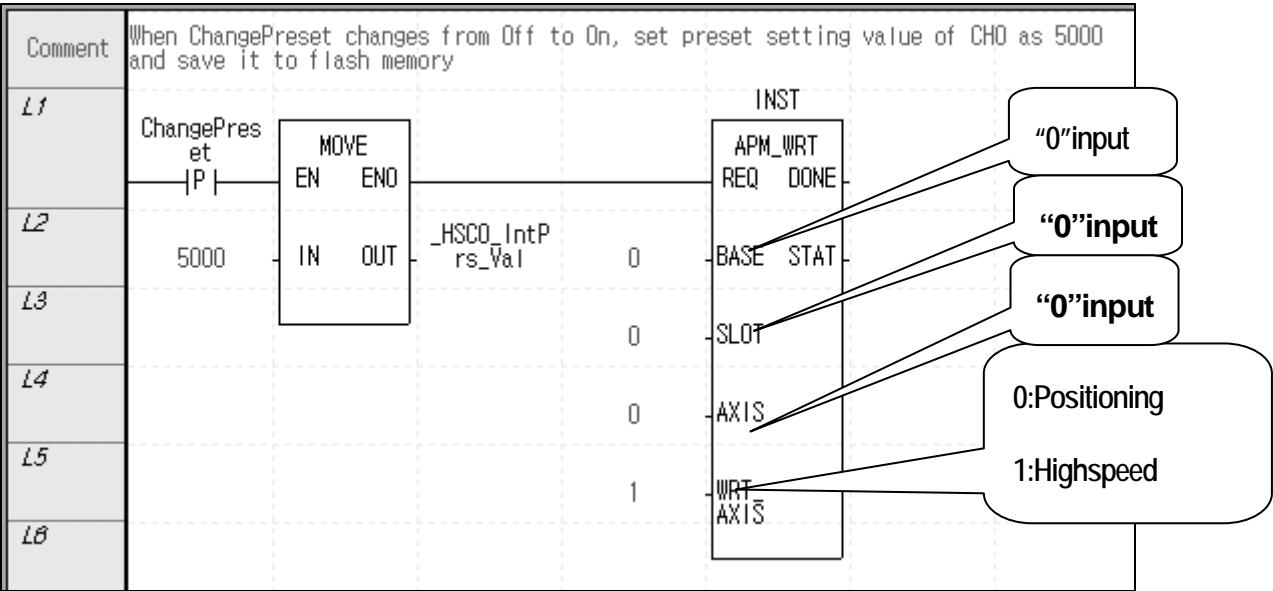 Comment
When ChangePreset changes from Off to On, set preset setting value of CH0 as 5000
and save it to flash memory
L1
INST
ChangePres
et
P
MOVE
EN ENO
APM_WRT
REQ DONE
“0”input
L2
5000
IN OUT
_HSC0_IntP
rs_Val
0
BASE STAT
“0”input
L3
0
SLOT
“0”input
L4
0
AXIS
0:Positioning
L5
1
WRT_
AXIS
1:Highspeed
L6